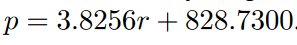 p = 3.8256r + 828.7300.